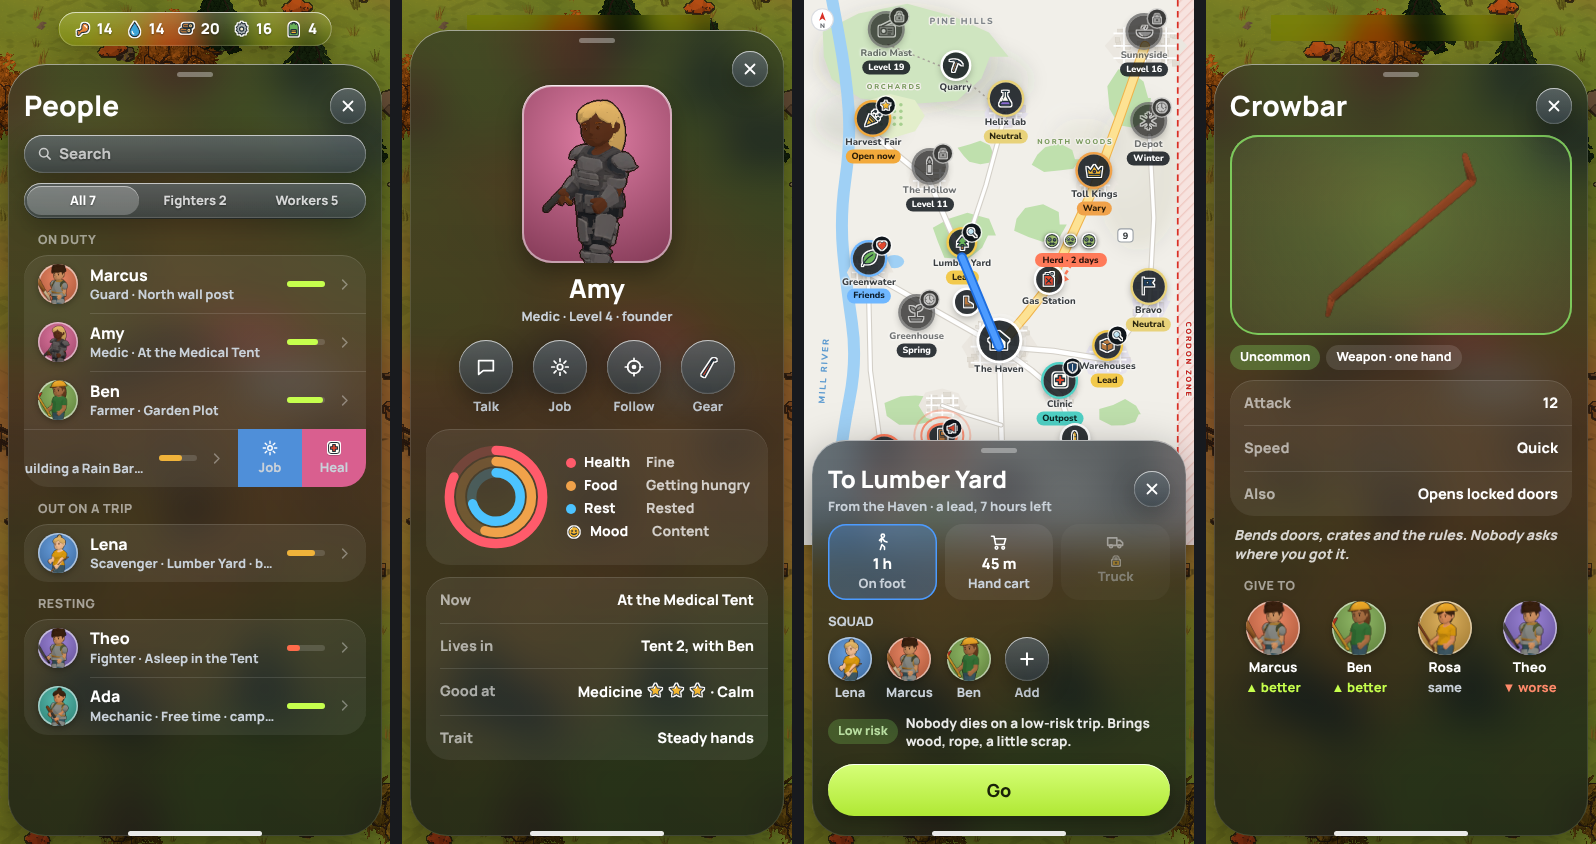 14 14 20 16 4
People
Search
All 7 Fighters 2 Workers 5
ON DUTY
Marcus
Guard · North wall post
Amy
Medic · At the Medical Tent
Ben
Farmer · Garden Plot
uilding a Rain Bar...
Job
Heal
OUT ON A TRIP
Lena
Scavenger · Lumber Yard · b...
RESTING
Theo
Fighter · Asleep in the Tent
Ada
Mechanic · Free time · camp...
Amy
Medic · Level 4 · founder
Talk Job Follow Gear
Health Fine
Food Getting hungry
Rest Rested
Mood Content
Now At the Medical Tent
Lives in Tent 2, with Ben
Good at Medicine · Calm
Trait Steady hands
N
PINE HILLS
Radio Mast
Level 19
Sunnyside
Level 16
Quarry
ORCHARDS
Helix lab
Neutral
Harvest Fair
Open now
NORTH WOODS
Depot
Winter
The Hollow
Level 11
Toll Kings
Wary
9
Herd · 2 days
Lumber Yard
Lead
Greenwater
Friends
Gas Station
Bravo
Neutral
Greenhouse
Spring
The Haven
Warehouses
Lead
Clinic
Outpost
MILL RIVER
CORDON ZONE
To Lumber Yard
From the Haven · a lead, 7 hours left
1 h
On foot
45 m
Hand cart
Truck
SQUAD
Lena Marcus Ben Add
Low risk
Nobody dies on a low-risk trip. Brings
wood, rope, a little scrap.
Go
Crowbar
Uncommon Weapon · one hand
Attack 12
Speed Quick
Also Opens locked doors
Bends doors, crates and the rules. Nobody asks
where you got it.
GIVE TO
Marcus Ben Rosa Theo
▲ better ▲ better same ▼ worse